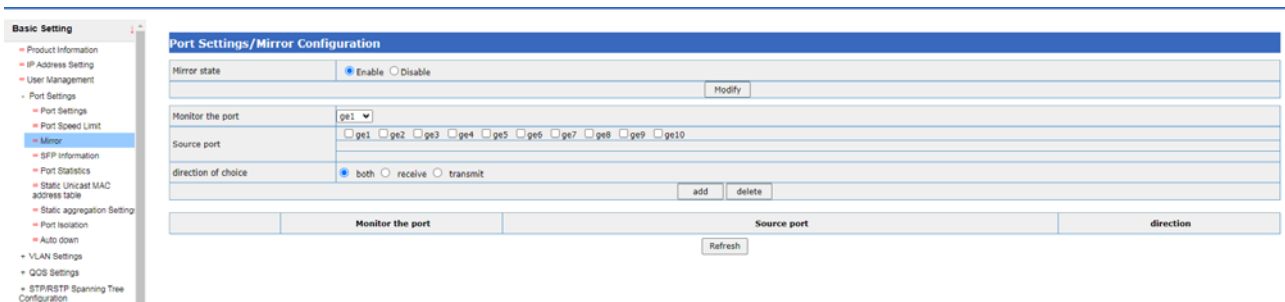 Basic Setting
Product Information
IP Address Setting
User Management
- Port Settings
Port Settings
Port Speed Limit
Mirror
SFP Information
Port Statistics
Static Unicast MAC
address table
Static aggregation Setting
Port Isolation
Auto down
+ VLAN Settings
+ QOS Settings
+ STP/RSTP Spanning Tree
Configuration
Port Settings/Mirror Configuration
Mirror state Enable Disable
Modify
Monitor the port ge1
Source port ge1 ge2 ge3 ge4 ge5 ge6 ge7 ge8 ge9 ge10
direction of choice both receive transmit
add delete
Monitor the port Source port direction
Refresh